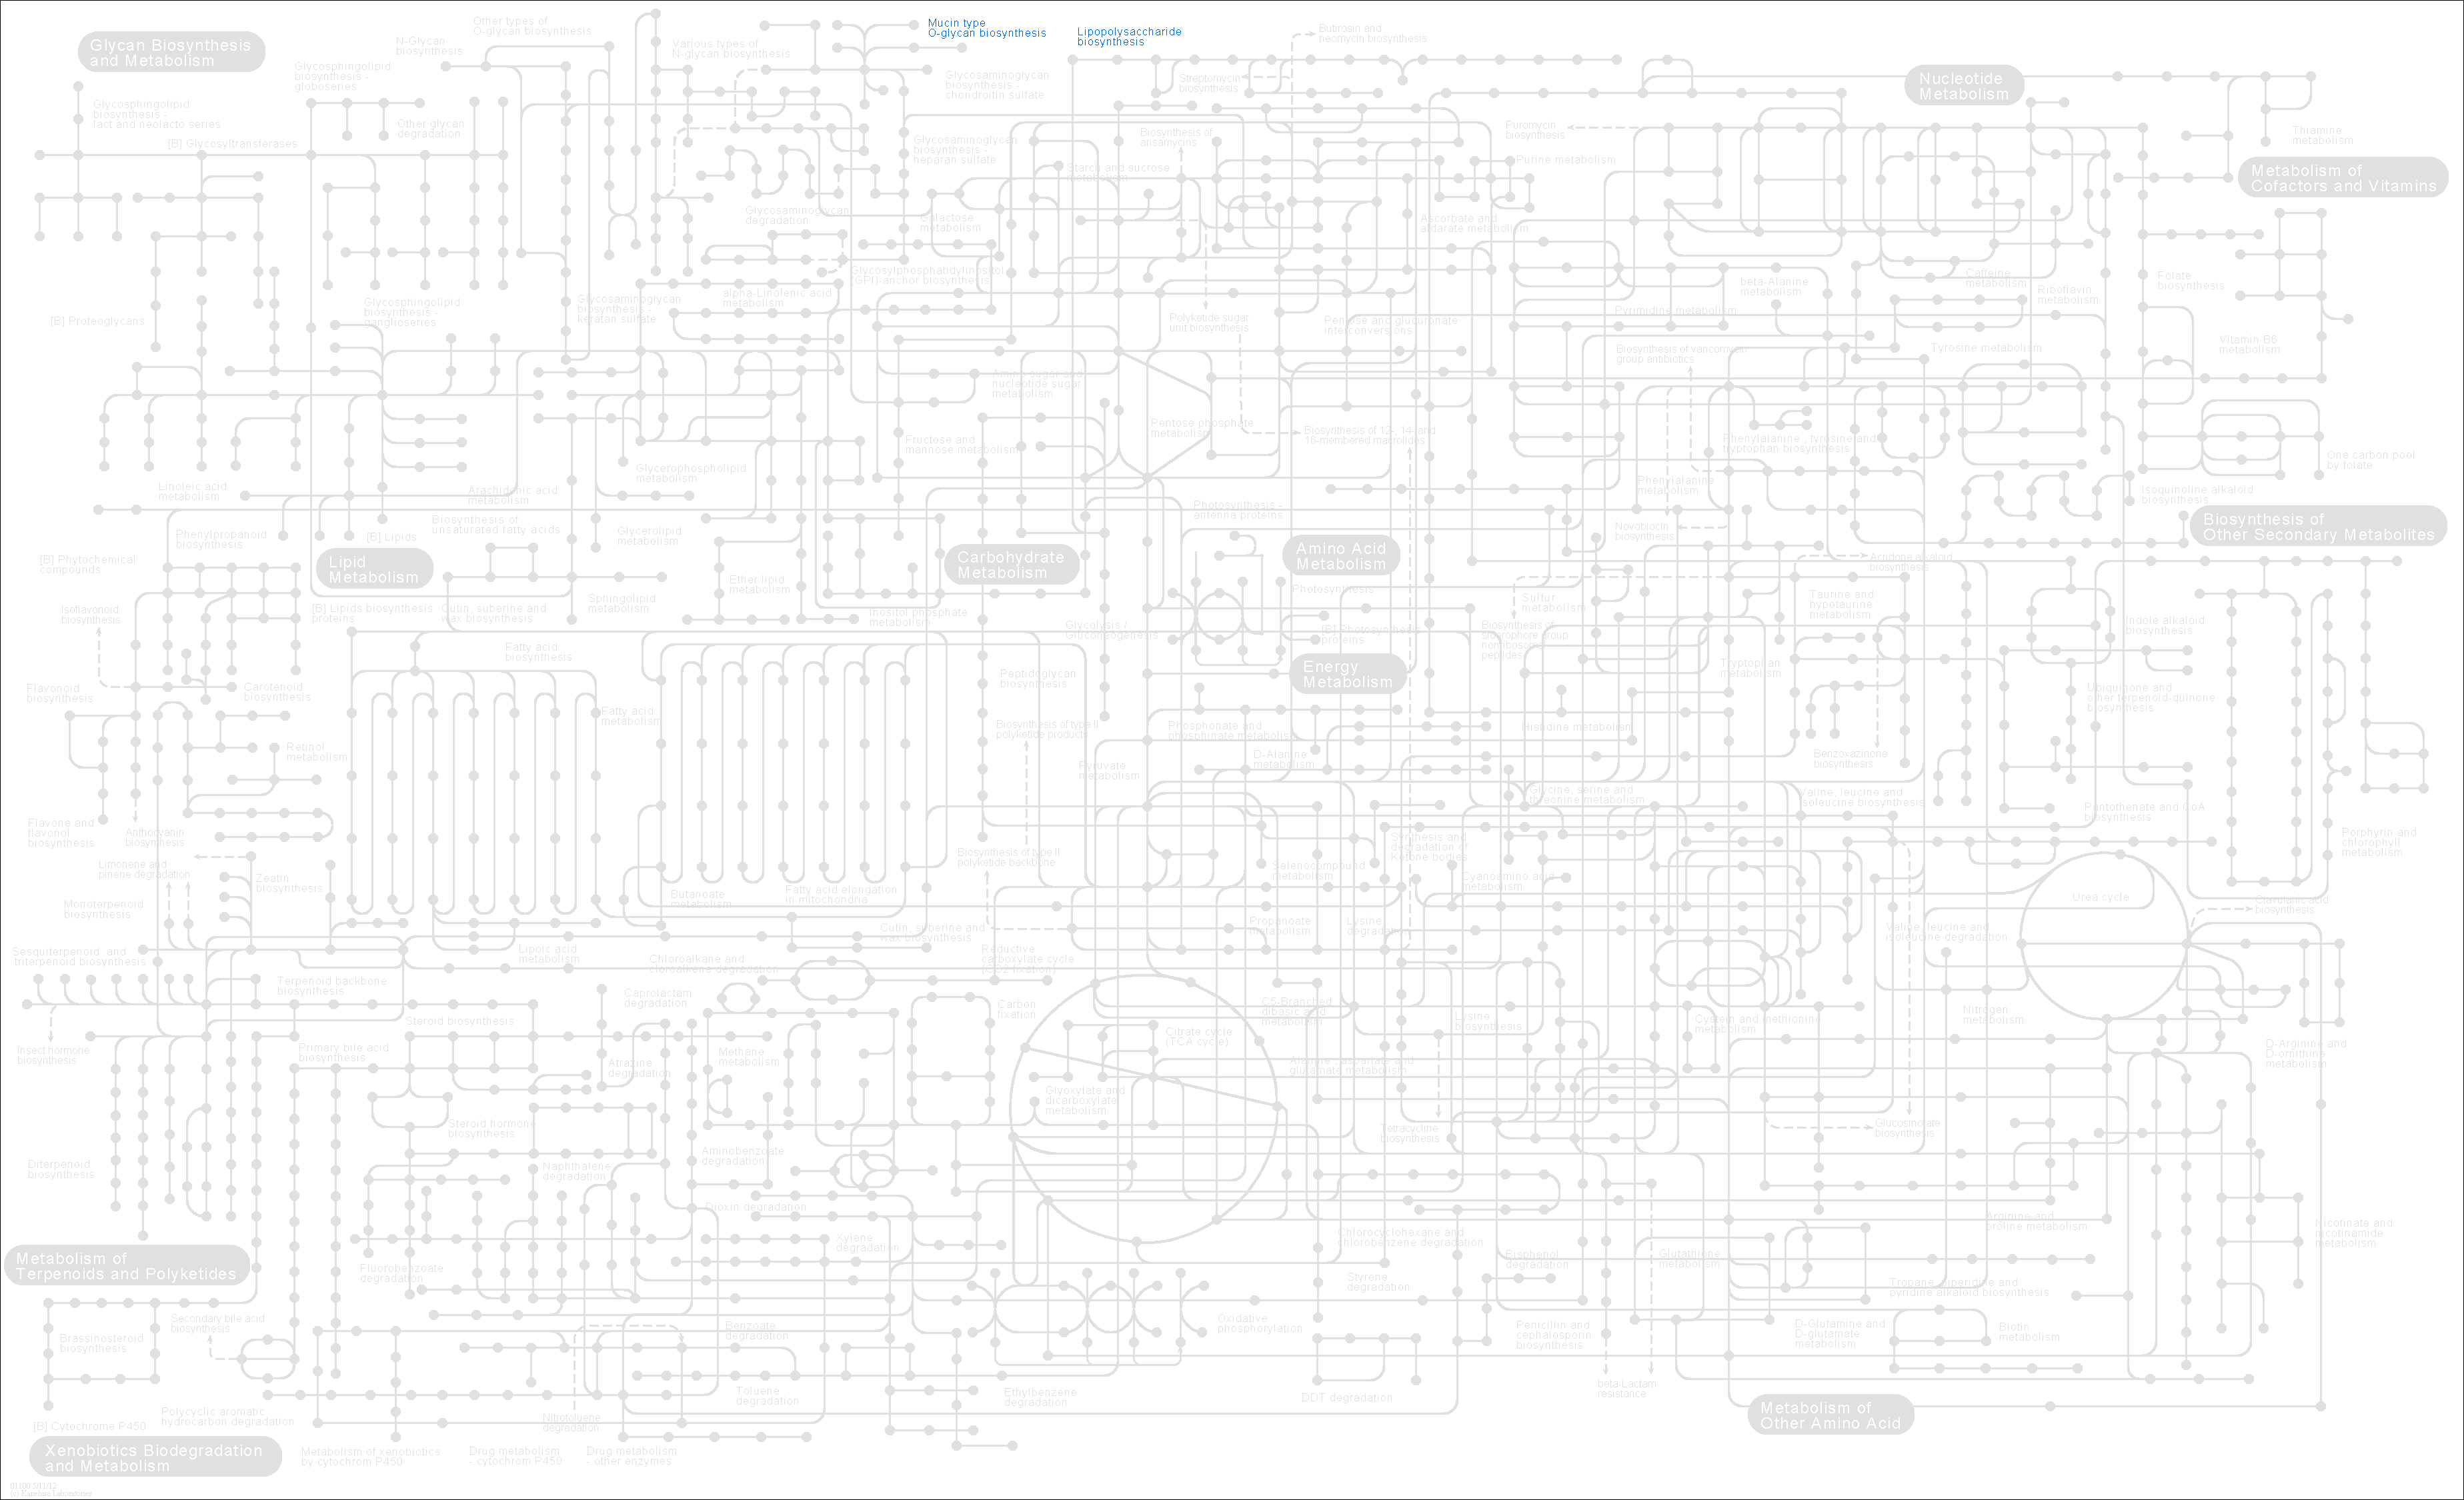 Glycan Biosynthesis
and Metabolism
Other types of
O-glycan biosynthesis
N-Glycan
biosynthesis
Various types of
N-glycan biosynthesis
Mucin type
O-glycan biosynthesis
Lipopolysaccharide
biosynthesis
Butirosin and
neomycin biosynthesis
Glycosphingolipid
biosynthesis -
globoseries
Glycosaminoglycan
biosynthesis -
chondroitin sulfate
Streptomycin
biosynthesis
Nucleotide
Metabolism
Glycosphingolipid
biosynthesis -
lact and neolacto series
Other glycan
degradation
[B] Glycosyltransferases
Glycosaminoglycan
biosynthesis -
heparan sulfate
Biosynthesis of
ansamycins
Puromycin
biosynthesis
Thiamine
metabolism
Starch and sucrose
Purine metabolism
Metabolism of
Cofactors and Vitamins
Glycosaminoglycan
degradation
Galactose
metabolism
Ascorbate and
aldarate metabolism
Glycosylphosphatidylinositol
(GPI)-anchor biosynthesis
Caffeine
metabolism
Folate
biosynthesis
beta-Alanine
metabolism
Riboflavin
metabolism
alpha-Linolenic acid
metabolism
Glycosaminoglycan
biosynthesis -
keratan sulfate
Glycosphingolipid
biosynthesis -
ganglioseries
[B] Proteoglycans
Polyketide sugar
unit biosynthesis
Pentose and glucuronate
interconversions
Pyrimidine metabolism
Vitamin B6
metabolism
Biosynthesis of vancomycin
group antibiotics
Tyrosine metabolism
Amino sugar and
nucleotide sugar
metabolism
Pentose phosphate
metabolism
Biosynthesis of 12-, 14- and
16-membered macrolides
Fructose and
mannose metabolism
Phenylalanine , tyrosine and
tryptophan biosynthesis
One carbon pool
by folate
Glycerophospholipid
metabolism
Linoleic acid
metabolism
Arachidonic acid
metabolism
Phenylalanine
metabolism
Isoquinoline alkaloid
biosynthesis
Photosynthesis -
antenna proteins
Biosynthesis of
unsaturated fatty acids
Glycerolipid
metabolism
Novobiocin
biosynthesis
Biosynthesis of
Other Secondary Metabolites
Phenylpropanoid
biosynthesis
[B] Lipids
[B] Phytochemical
compounds
Lipid
Metabolism
Carbohydrate
Metabolism
Amino Acid
Metabolism
Acridone alkaloid
biosynthesis
Ether lipid
metabolism
Photosynthesis
Sulfur
metabolism
Taurine and
hypotaurine
metabolism
Isoflavonoid
biosynthesis
[B] Lipids biosynthesis
proteins
Cutin, suberine and
wax biosynthesis
Sphingolipid
metabolism
Inositol phosphate
metabolism
Glycolysis /
Gluconeogenesis
[B] Photosynthesis
proteins
Biosynthesis of
siderophore group
nonribosomal
peptides
Indole alkaloid
biosynthesis
Fatty acid
biosynthesis
Energy
Metabolism
Tryptophan
metabolism
Flavonoid
biosynthesis
Carotenoid
biosynthesis
Peptidoglycan
biosynthesis
Ubiquinone and
other terpenoid-quinone
biosynthesis
Fatty acid
metabolism
Biosynthesis of type II
polyketide products
Phosphonate and
phosphinate metabolism
Histidine metabolism
Retinol
metabolism
D-Alanine
metabolism
Benzoxazinone
biosynthesis
Pyruvate
metabolism
Glycine, serine and
threonine metabolism
Valine, leucine and
isoleucine biosynthesis
Pantothenate and CoA
biosynthesis
Flavone and
flavonol
biosynthesis
Anthocyanin
biosynthesis
Synthesis and
degradation of
Ketone bodies
Porphyrin and
chlorophyll
metabolism
Limonene and
pinene degradation
Biosynthesis of type II
polyketide backbone
Selenocompound
metabolism
Zeatin
biosynthesis
Butanoate
metabolism
Fatty acid elongation
in mitochondria
Cyanoamino acid
metabolism
Urea cycle
Monoterpenoid
biosynthesis
Clavulanic acid
biosynthesis
Cutin, suberine and
wax biosynthesis
Propanoate
metabolism
Lysine
degradation
Valine, leucine and
isoleucine degradation
Sesquiterpenoid and
triterpenoid biosynthesis
Lipoic acid
metabolism
Chloroalkane and
cloroalkene degradation
Reductive
carboxylate cycle
(CO2 fixation)
Terpenoid backbone
biosynthesis
Caprolactam
degradation
Carbon
fixation
C5-Branched
dibasic acid
metabolism
Nitrogen
metabolism
Steroid biosynthesis
Lysine
biosynthesis
Cystein and methionine
metabolism
Insect hormone
biosynthesis
Primary bile acid
biosynthesis
Methane
metabolism
Citrate cycle
(TCA cycle)
D-Arginine and
D-ornithine
metabolism
Atrazine
degradation
Alanine, aspartate and
glutamate metabolism
Glyoxylate and
dicarboxylate
metabolism
Steroid hormone
biosynthesis
Tetracycline
biosynthesis
Glucosinolate
biosynthesis
Aminobenzoate
degradation
Diterpenoid
biosynthesis
Naphthalene
degradation
Dioxin degradation
Arginine and
proline metabolism
Nicotinate and
nicotinamide
metabolism
Xylene
degradation
Chlorocyclohexane and
chlorobenzene degradation
Bisphenol
degradation
Glutathione
metabolism
Metabolism of
Terpenoids and Polyketides
Fluorobenzoate
degradation
Styrene
degradation
Tropane, piperidine and
pyridine alkaloid biosynthesis
Secondary bile acid
biosynthesis
Brassinosteroid
biosynthesis
Benzoate
degradation
Oxidative
phosphorylation
Penicillin and
cephalosporin
biosynthesis
D-Glutamine and
D-glutamate
metabolism
Biotin
metabolism
Toluene
degradation
Ethylbenzene
degradation
DDT degradation
beta-Lactam
resistance
Polycyclic aromatic
hydrocarbon degradation
Nitrotoluene
degradation
Metabolism of
Other Amino Acid
[B] Cytochrome P450
Xenobiotics Biodegradation
and Metabolism
Metabolism of xenobiotics
by cytochrom P450
Drug metabolism
- cytochrom P450
Drug metabolism
- other enzymes
(c) Kanehisa Laboratories